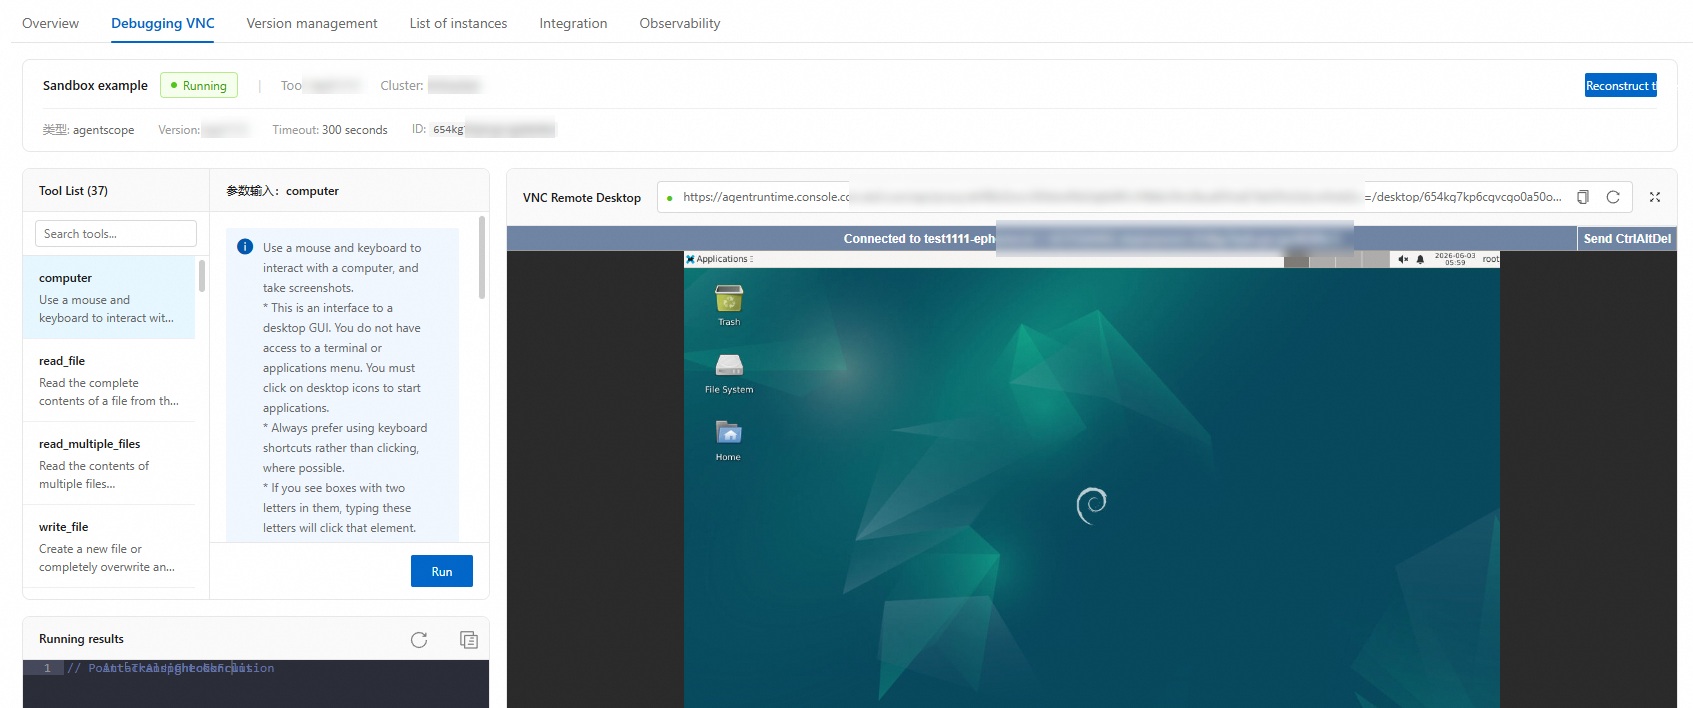 Overview Debugging VNC Version management List of instances Integration Observability
Sandbox example Running Too Cluster:
Reconstruct t
类型: agentscope Version: Timeout: 300 seconds ID: 654kg
Tool List (37)
Search tools...
computer
Use a mouse and
keyboard to interact wit...
read_file
Read the complete
contents of a file from th...
read_multiple_files
Read the contents of
multiple files...
write_file
Create a new file or
completely overwrite an...
参数输入：computer
Use a mouse and keyboard to
interact with a computer, and
take screenshots.
* This is an interface to a
desktop GUI. You do not have
access to a terminal or
applications menu. You must
click on desktop icons to start
applications.
* Always prefer using keyboard
shortcuts rather than clicking,
where possible.
* If you see boxes with two
letters in them, typing these
letters will click that element.
Run
Running results
1 //
VNC Remote Desktop https://agentruntime.console.co =/desktop/654kq7kp6cqvcqo0a50o...
Connected to test1111-eph
Send CtrlAltDel
Applications
2026-06-03
05:59
root
Trash
File System
Home